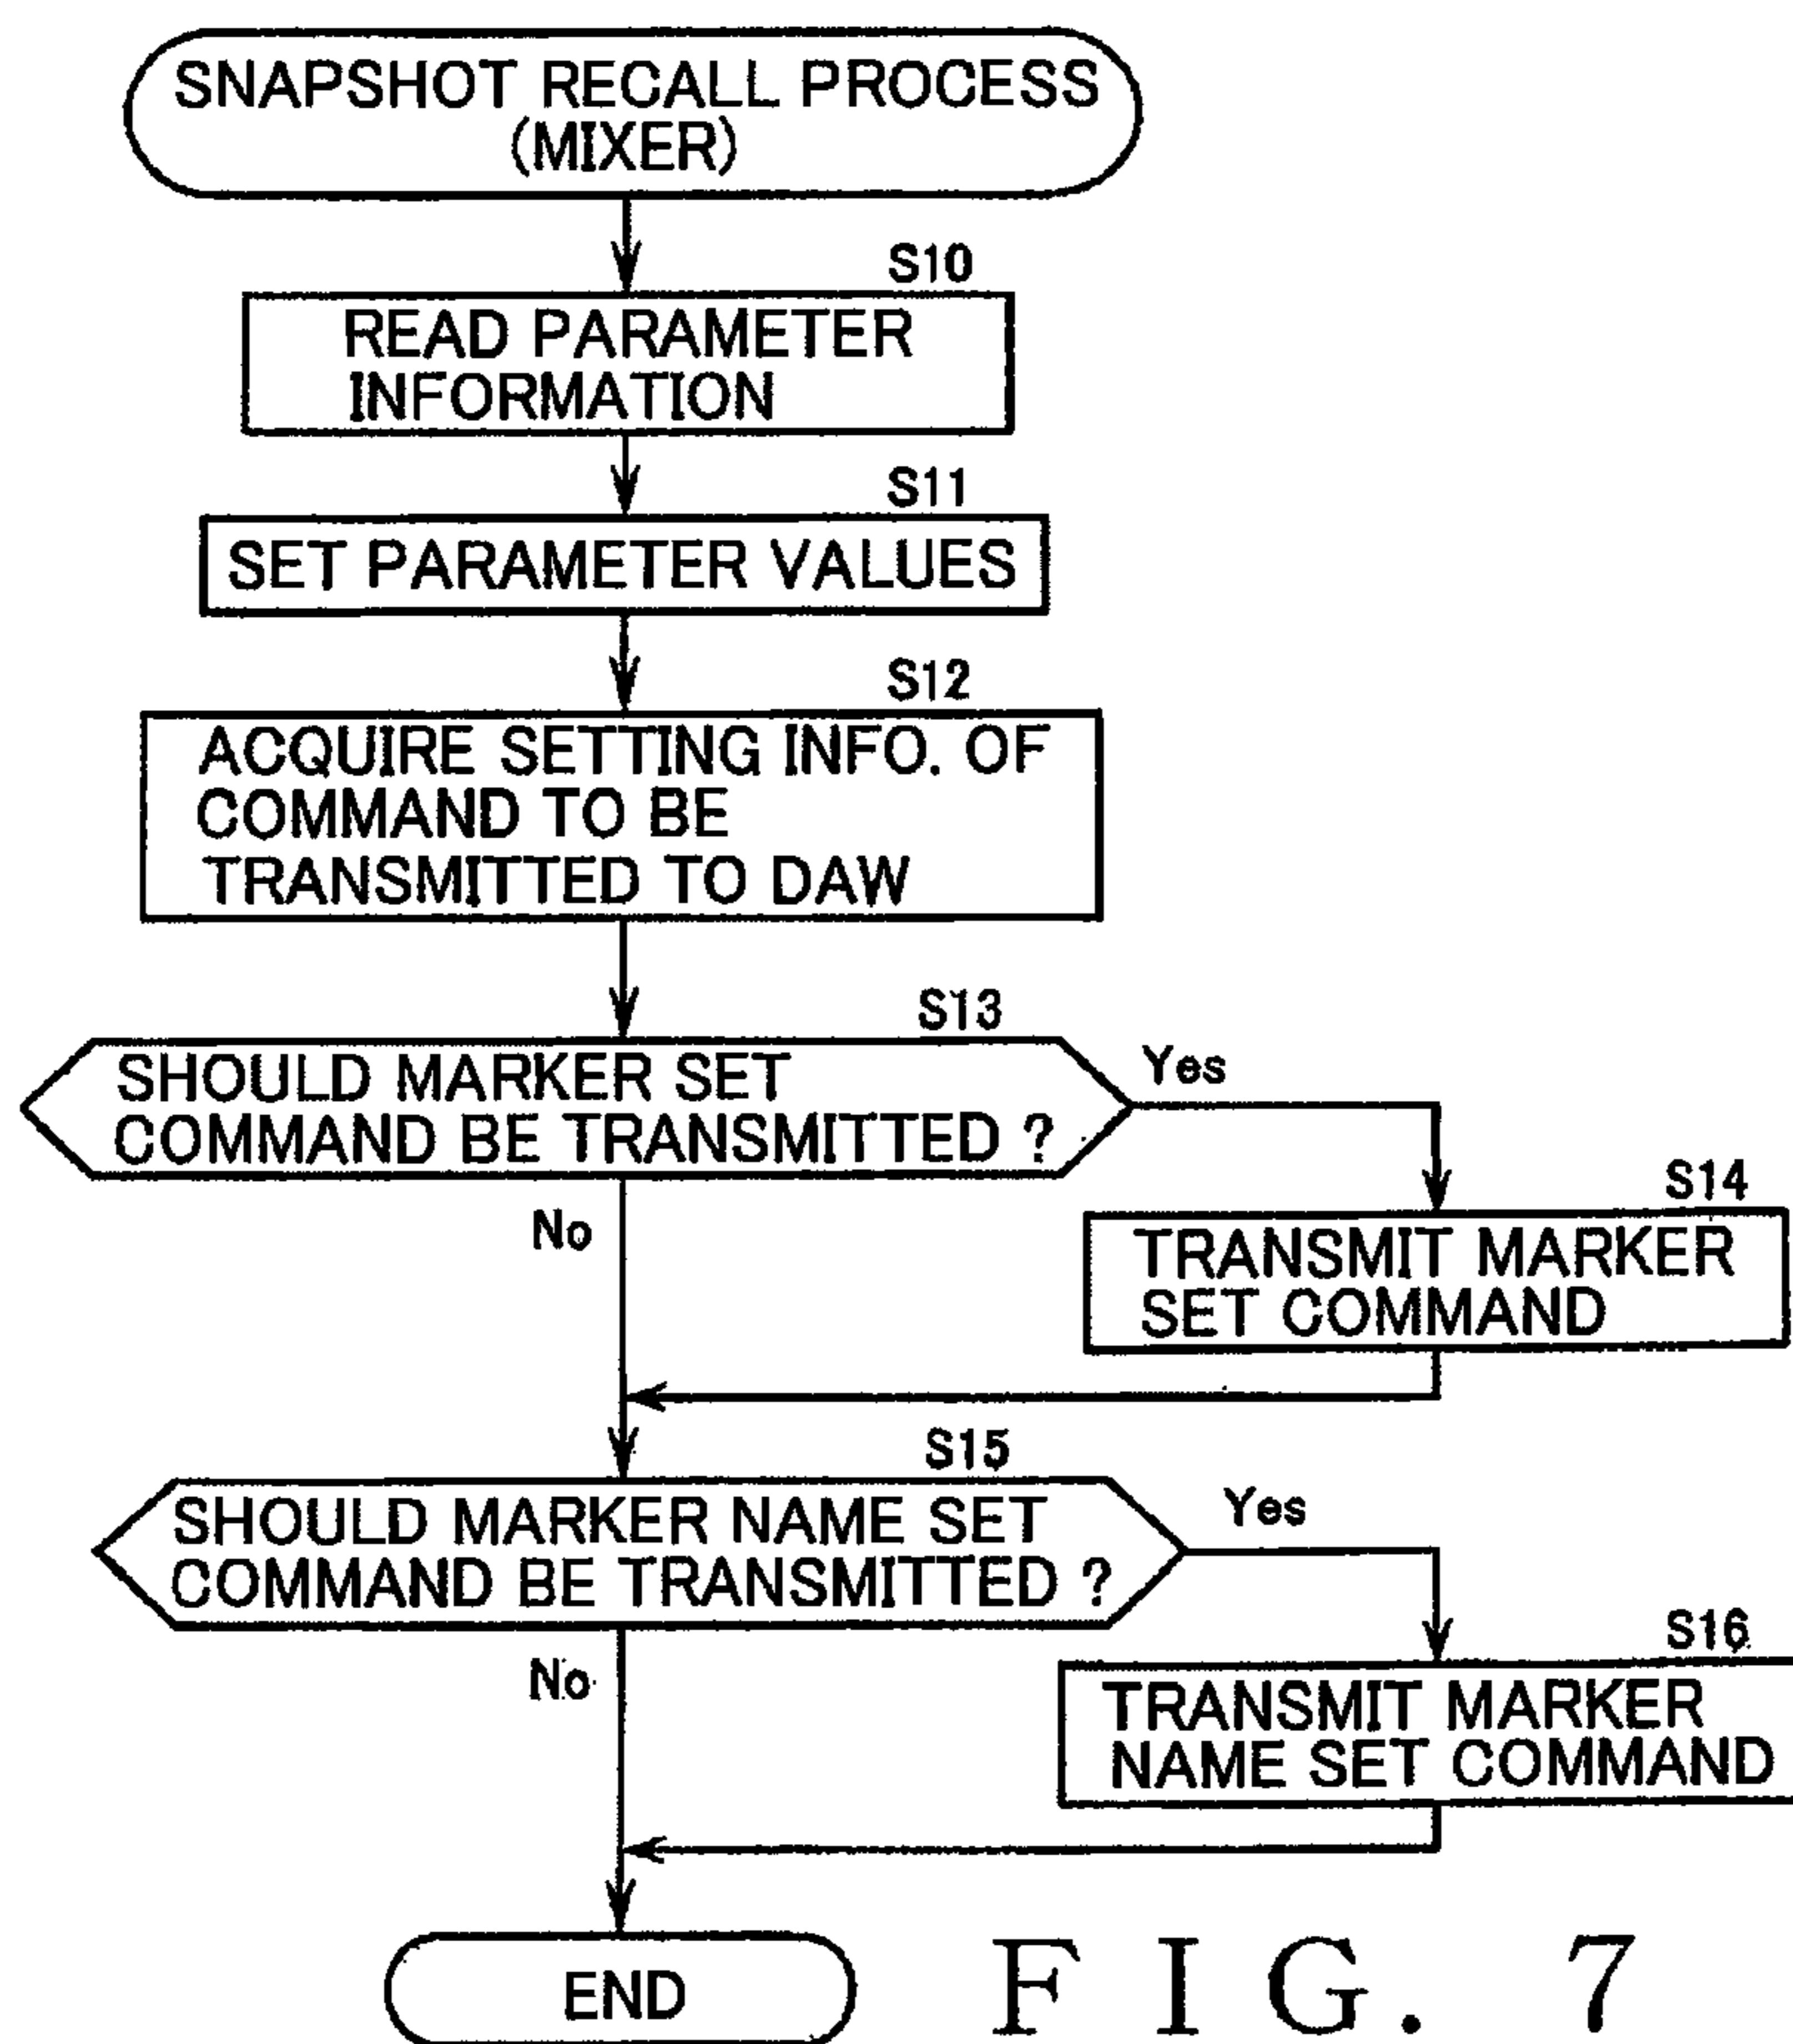 SNAPSHOT RECALL PROCESS
(MIXER)
S10
READ PARAMETER
INFORMATION
S11
SET PARAMETER VALUES
S12
ACQUIRE SETTING INFO. OF
COMMAND TO BE
TRANSMITTED TO DAW
S13
SHOULD MARKER SET
COMMAND BE TRANSMITTED ?
Yes
No
S14
TRANSMIT MARKER
SET COMMAND
S15
SHOULD MARKER NAME SET
COMMAND BE TRANSMITTED ?
Yes
No
S16
TRANSMIT MARKER
NAME SET COMMAND
END
FIG. 7